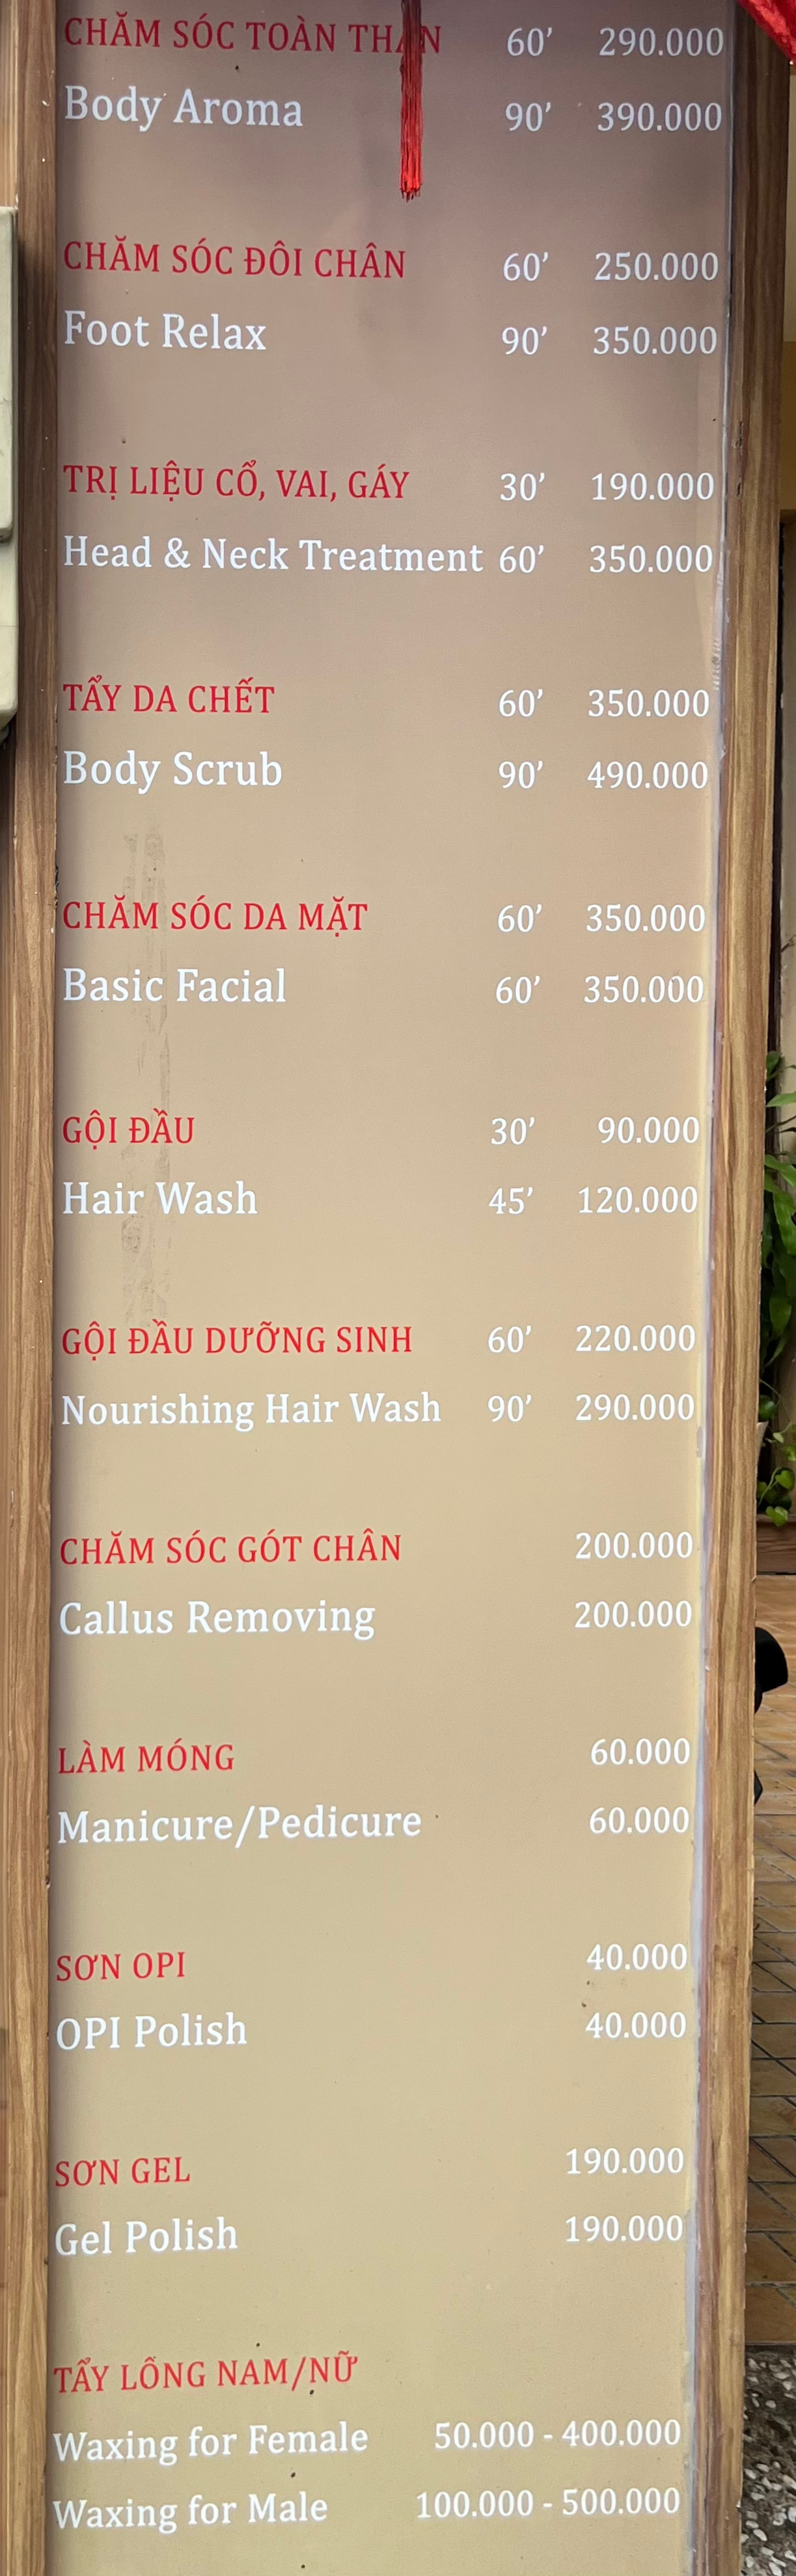 CHĂM SÓC TOÀN THÂN 60’ 290.000
Body Aroma 90’ 390.000
CHĂM SÓC ĐÔI CHÂN 60’ 250.000
Foot Relax 90’ 350.000
TRỊ LIỆU CỔ, VAI, GÁY 30’ 190.000
Head & Neck Treatment 60’ 350.000
TẨY DA CHẾT 60’ 350.000
Body Scrub 90’ 490.000
CHĂM SÓC DA MẶT 60’ 350.000
Basic Facial 60’ 350.000
GỘI ĐẦU 30’ 90.000
Hair Wash 45’ 120.000
GỘI ĐẦU DƯỠNG SINH 60’ 220.000
Nourishing Hair Wash 90’ 290.000
CHĂM SÓC GÓT CHÂN 200.000
Callus Removing 200.000
LÀM MÓNG 60.000
Manicure/Pedicure 60.000
SƠN OPI 40.000
OPI Polish 40.000
SƠN GEL 190.000
Gel Polish 190.000
TẨY LÔNG NAM/NỮ
Waxing for Female 50.000 - 400.000
Waxing for Male 100.000 - 500.000